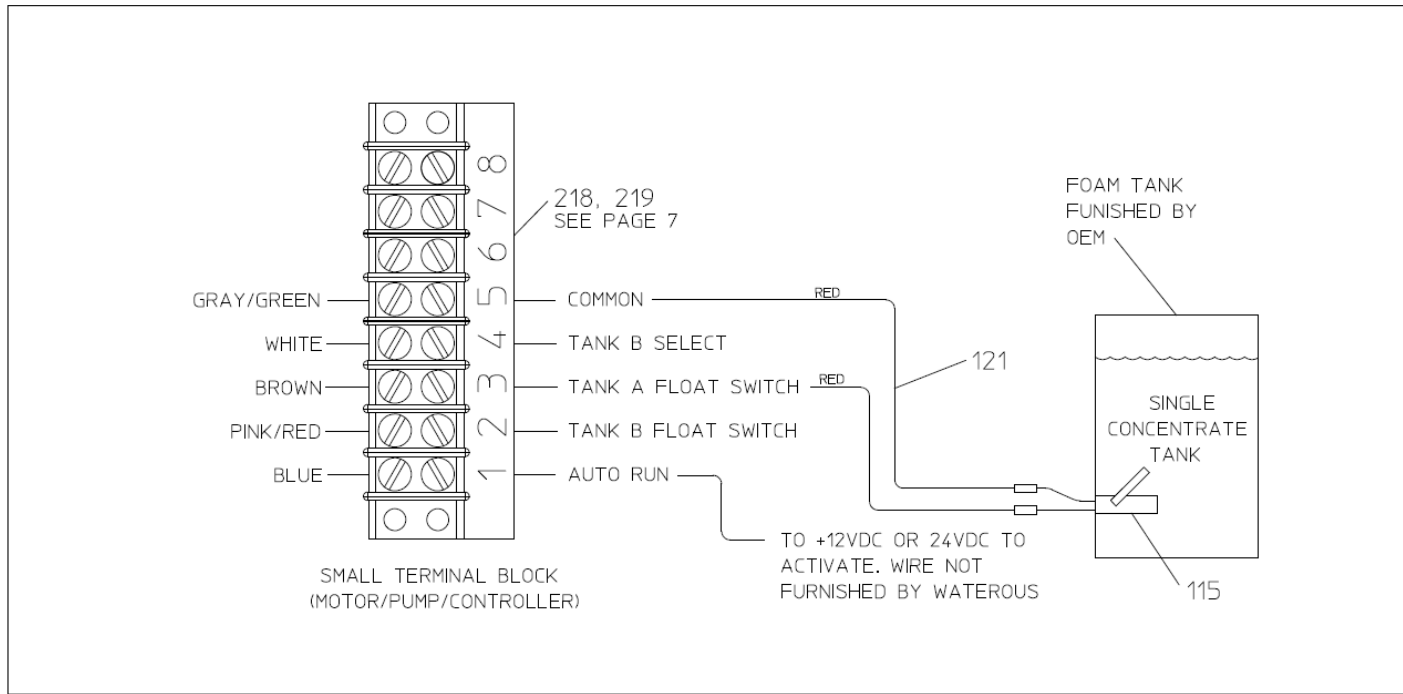 8
7
6
5
4
3
2
1
218, 219
SEE PAGE 7
GRAY/GREEN
COMMON
RED
WHITE
TANK B SELECT
BROWN
TANK A FLOAT SWITCH
RED
PINK/RED
TANK B FLOAT SWITCH
BLUE
AUTO RUN
TO +12VDC OR 24VDC TO
ACTIVATE. WIRE NOT
FURNISHED BY WATEROUS
SMALL TERMINAL BLOCK
(MOTOR/PUMP/CONTROLLER)
121
FOAM TANK
FUNISHED BY
OEM
SINGLE
CONCENTRATE
TANK
115